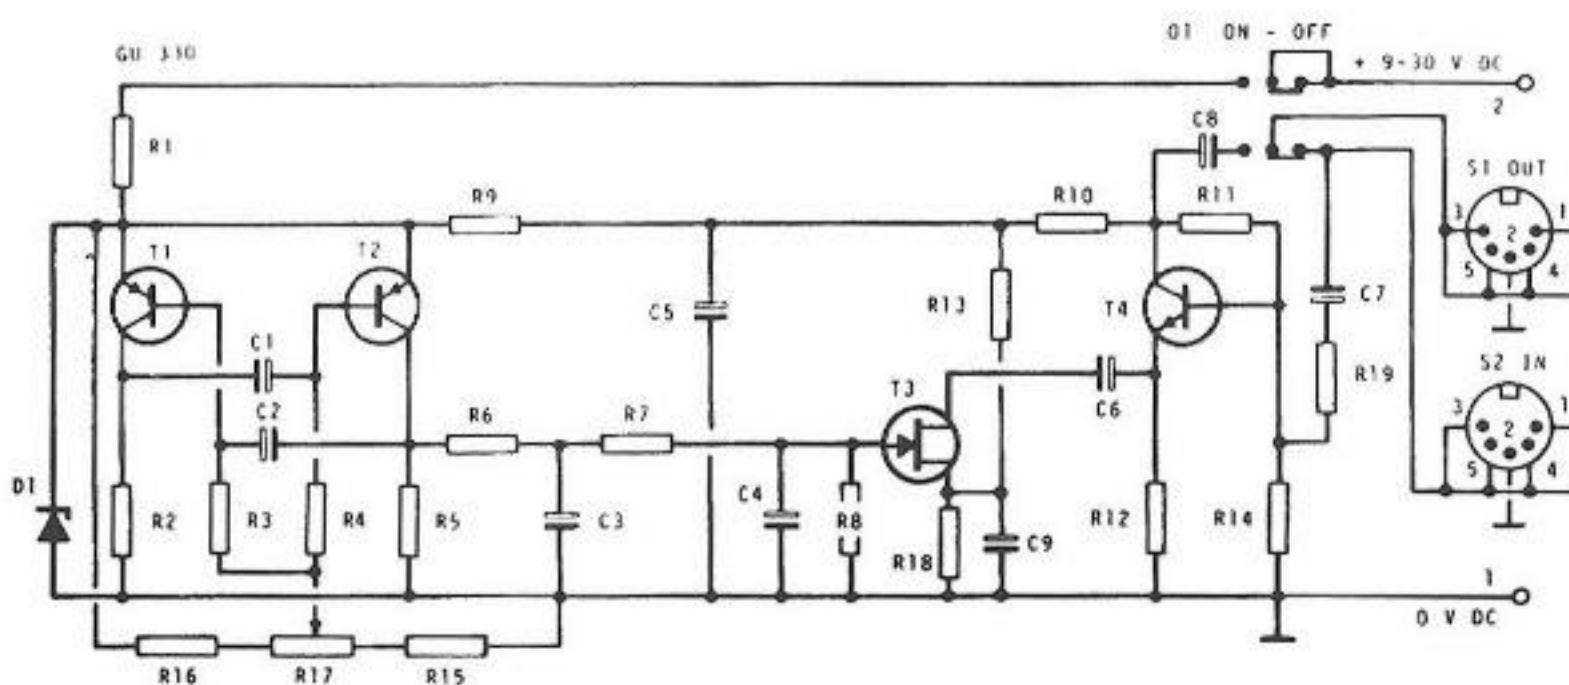 O1 ON - OFF
GU 330
+ 9-30 V DC
2
R1
C8
S1 OUT
R9
R10
R11
3
2
1
5
4
T1
T2
C5
R13
T4
C7
C1
C2
R19
S2 IN
T3
C6
R6
R7
3
2
1
5
4
D1
R2
R3
R4
R5
C3
C4
R8
R18
C9
R12
R14
1
0 V DC
R16
R17
R15